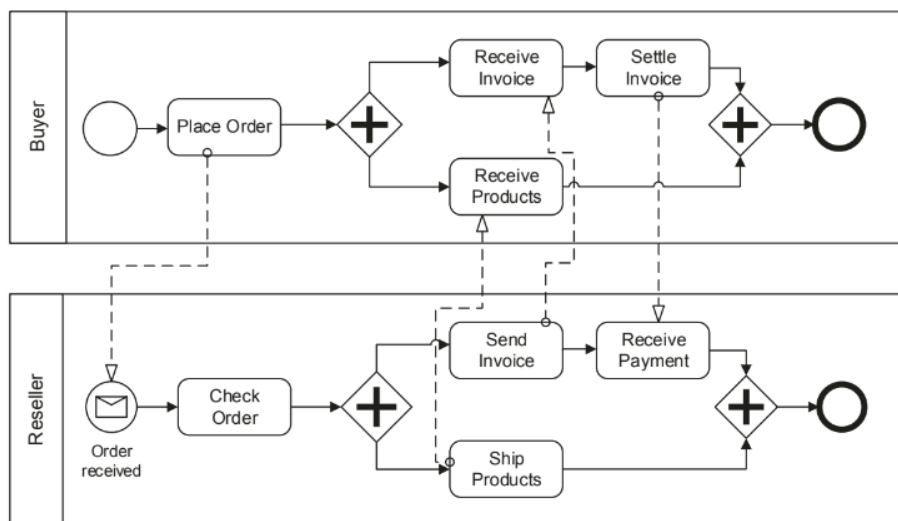 Buyer
Place Order
Receive
Invoice
Settle
Invoice
Receive
Products
Reseller
Order
received
Check
Order
Send
Invoice
Receive
Payment
Ship
Products